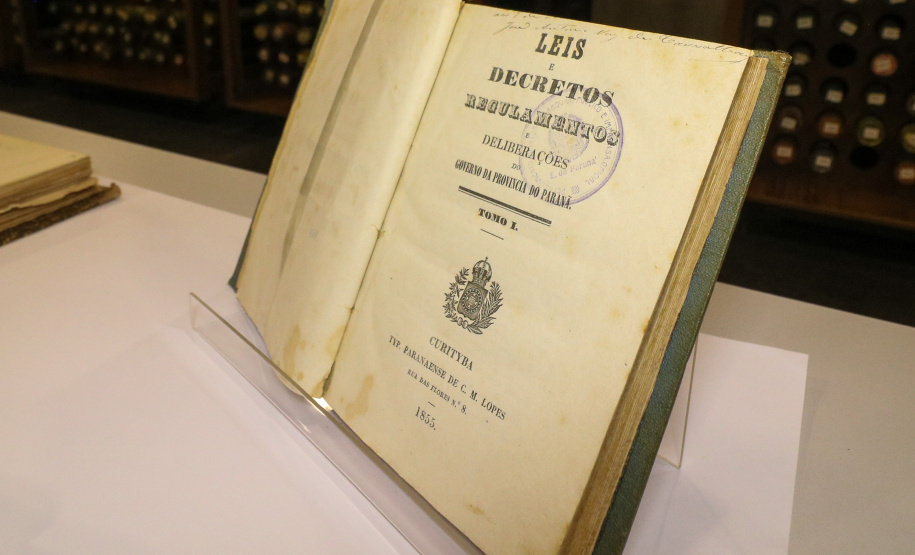 LEIS
E
DECRETOS
REGULAMENTOS
E
DELIBERAÇÕES
DO
GOVERNO DA PROVINCIA DO PARANÁ.
TOMO I.
CURITYBA
TYP. PARANAENSE DE C. M. LOPES
RUA DAS FLORES N.º 8.
1855.